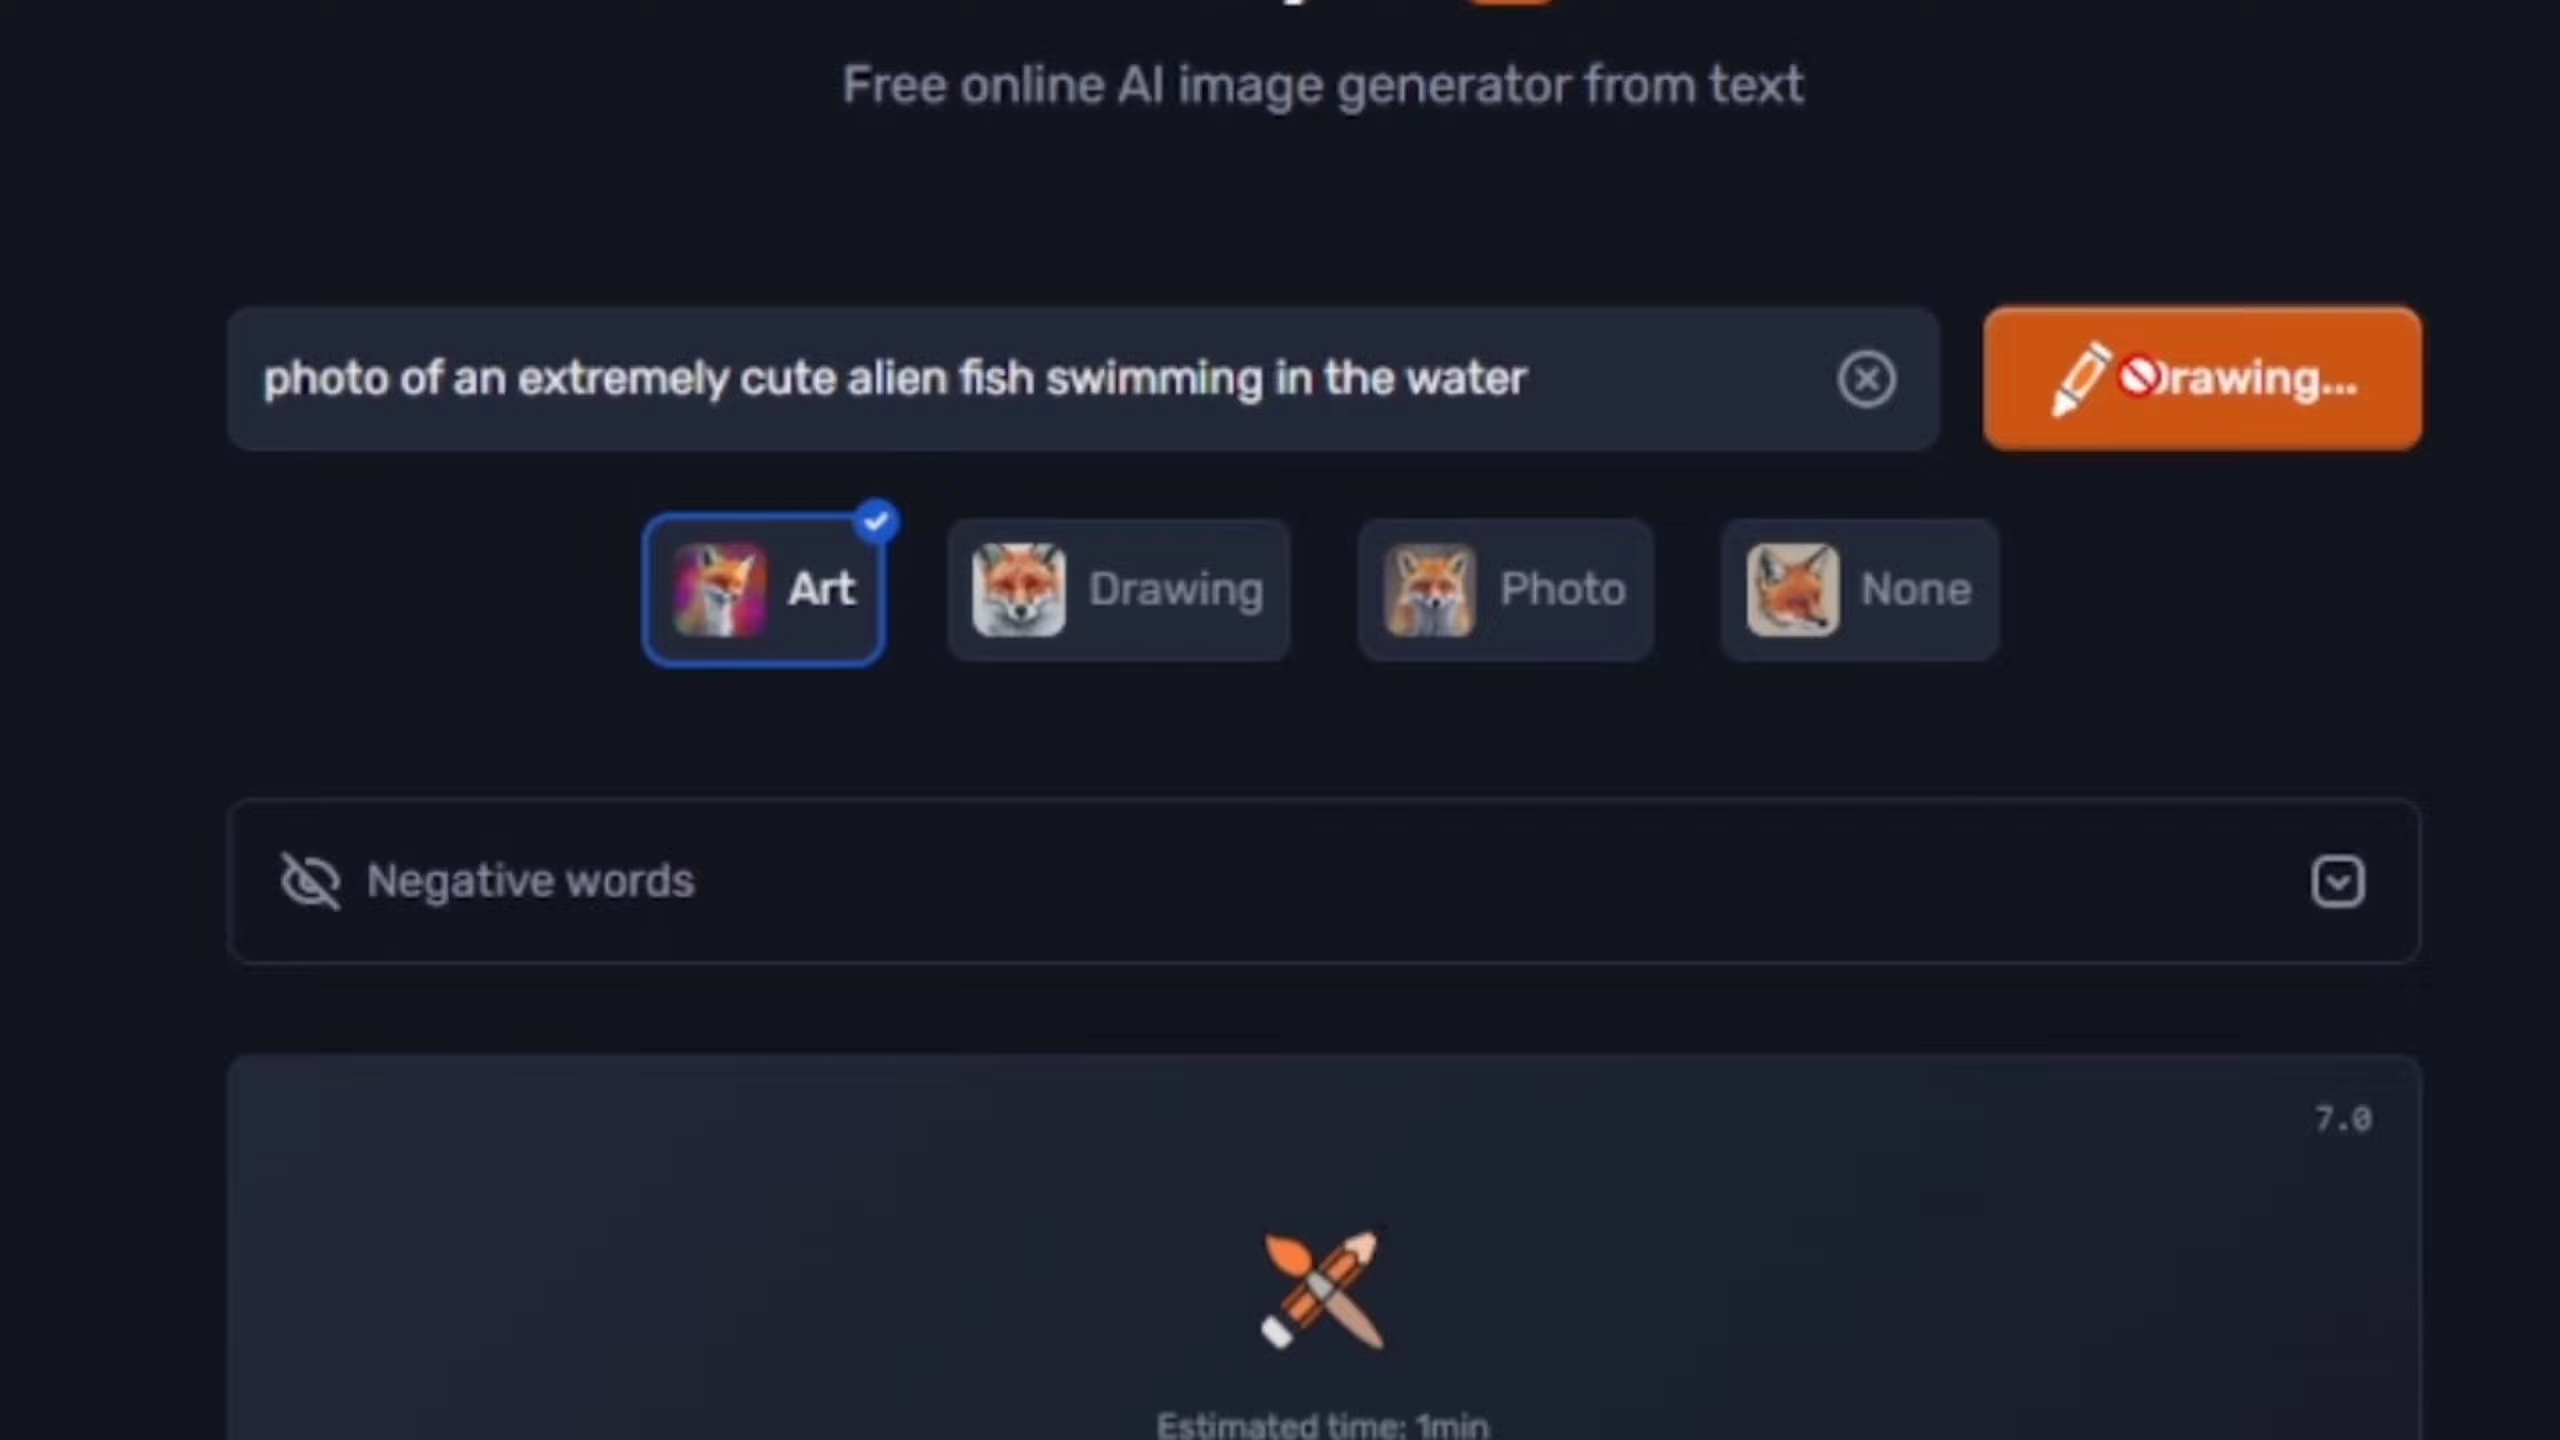 Free online AI image generator from text
photo of an extremely cute alien fish swimming in the water
Drawing...
Art
Drawing
Photo
None
Negative words
7.0
Estimated time: 1min